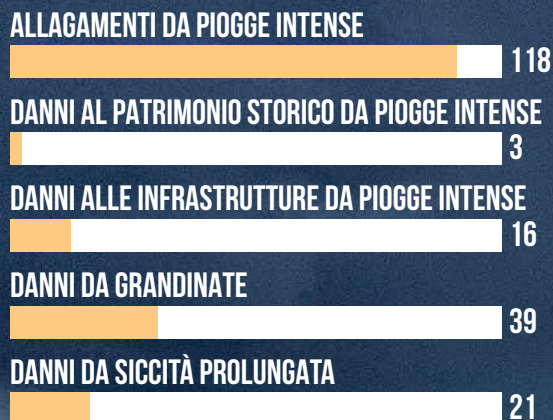 ALLAGAMENTI DA PIOGGE INTENSE
118
DANNI AL PATRIMONIO STORICO DA PIOGGE INTENSE
3
DANNI ALLE INFRASTRUTTURE DA PIOGGE INTENSE
16
DANNI DA GRANDINATE
39
DANNI DA SICCITÀ PROLUNGATA
21